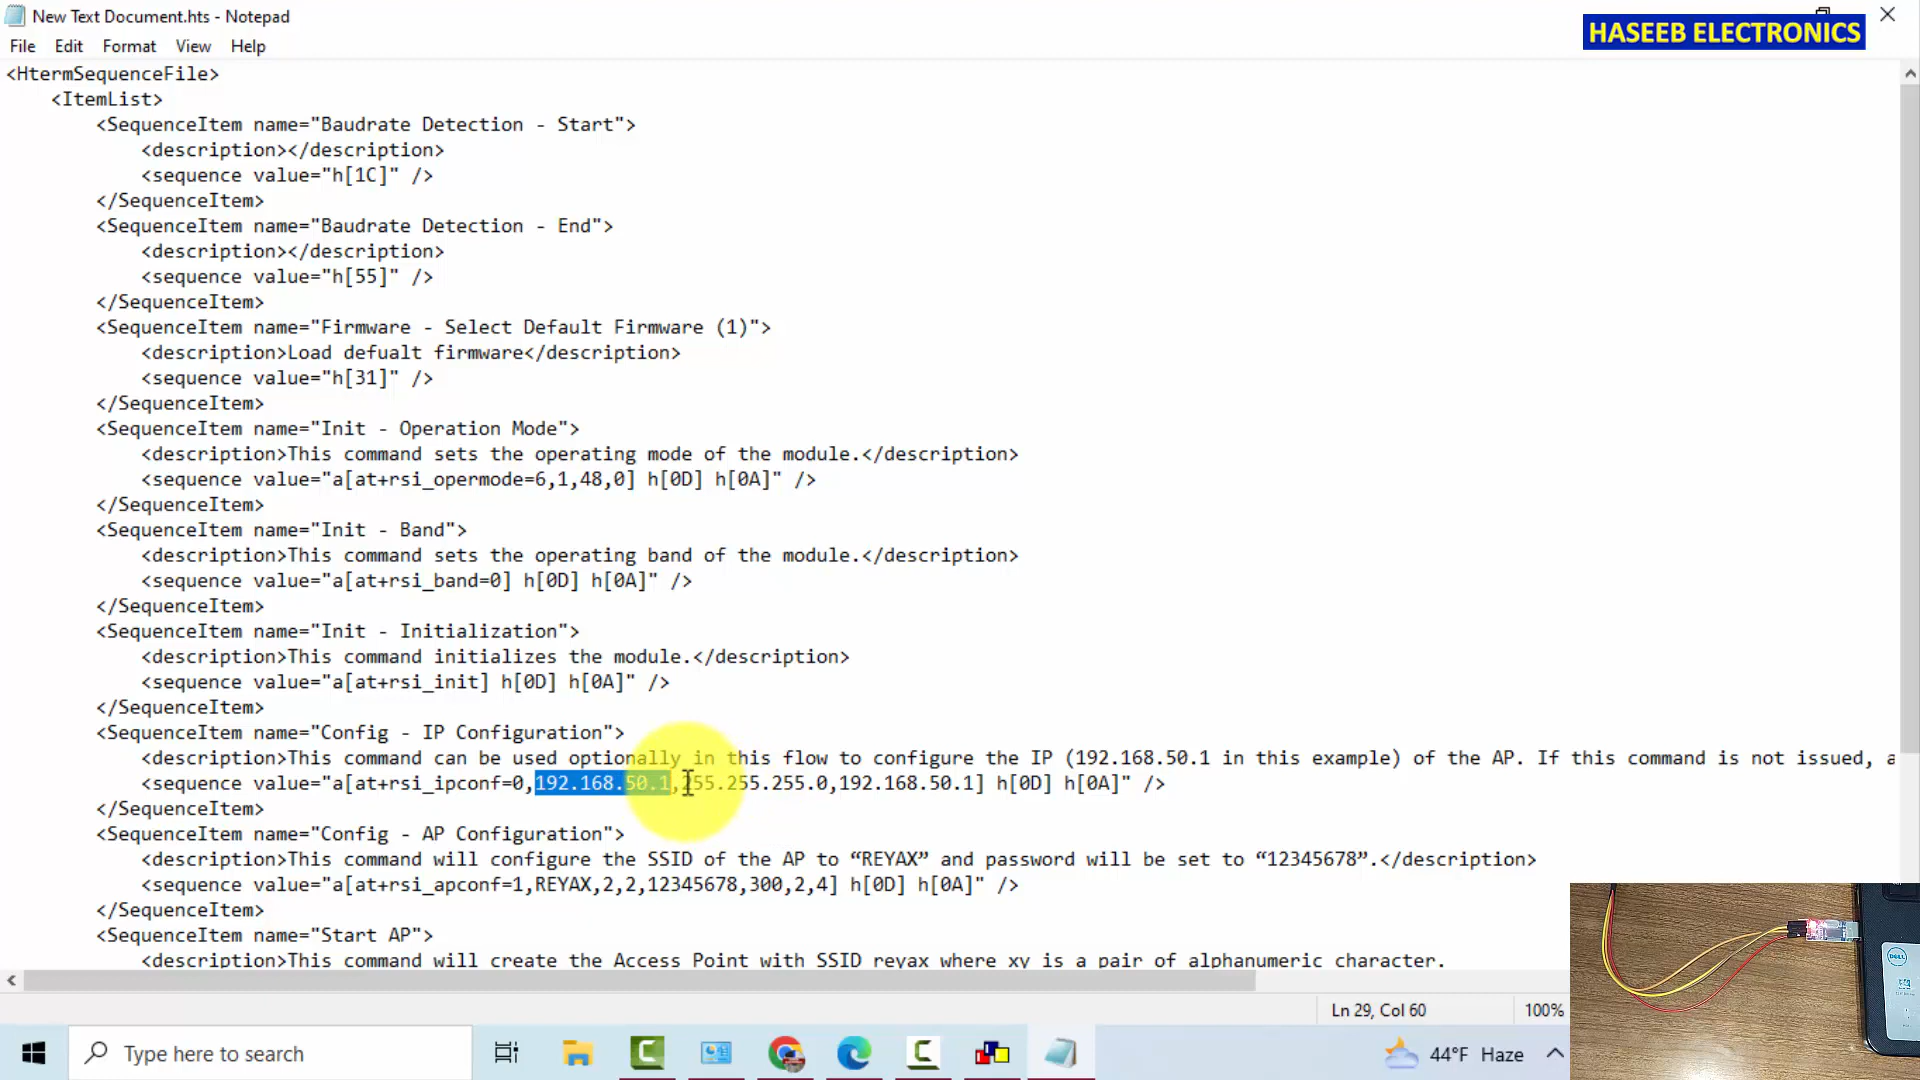 New Text Document.hts - Notepad
HASEEB ELECTRONICS
File Edit Format View Help
<HtermSequenceFile>
<ItemList>
<SequenceItem name="Baudrate Detection - Start">
<description></description>
<sequence value="h[1C]" />
</SequenceItem>
<SequenceItem name="Baudrate Detection - End">
<description></description>
<sequence value="h[55]" />
</SequenceItem>
<SequenceItem name="Firmware - Select Default Firmware (1)">
<description>Load defualt firmware</description>
<sequence value="h[31]" />
</SequenceItem>
<SequenceItem name="Init - Operation Mode">
<description>This command sets the operating mode of the module.</description>
<sequence value="a[at+rsi_opermode=6,1,48,0] h[0D] h[0A]" />
</SequenceItem>
<SequenceItem name="Init - Band">
<description>This command sets the operating band of the module.</description>
<sequence value="a[at+rsi_band=0] h[0D] h[0A]" />
</SequenceItem>
<SequenceItem name="Init - Initialization">
<description>This command initializes the module.</description>
<sequence value="a[at+rsi_init] h[0D] h[0A]" />
</SequenceItem>
<SequenceItem name="Config - IP Configuration">
<description>This command can be used optionally in this flow to configure the IP (192.168.50.1 in this example) of the AP. If this command is not issued, a
<sequence value="a[at+rsi_ipconf=0,192.168.50.1,255.255.255.0,192.168.50.1] h[0D] h[0A]" />
</SequenceItem>
<SequenceItem name="Config - AP Configuration">
<description>This command will configure the SSID of the AP to “REYAX” and password will be set to “12345678”.</description>
<sequence value="a[at+rsi_apconf=1,REYAX,2,2,12345678,300,2,4] h[0D] h[0A]" />
</SequenceItem>
<SequenceItem name="Start AP">
<description>This command will create the Access Point with SSID reyax where xy is a pair of alphanumeric character.
Ln 29, Col 60
100%
DELL
Type here to search
44°F Haze